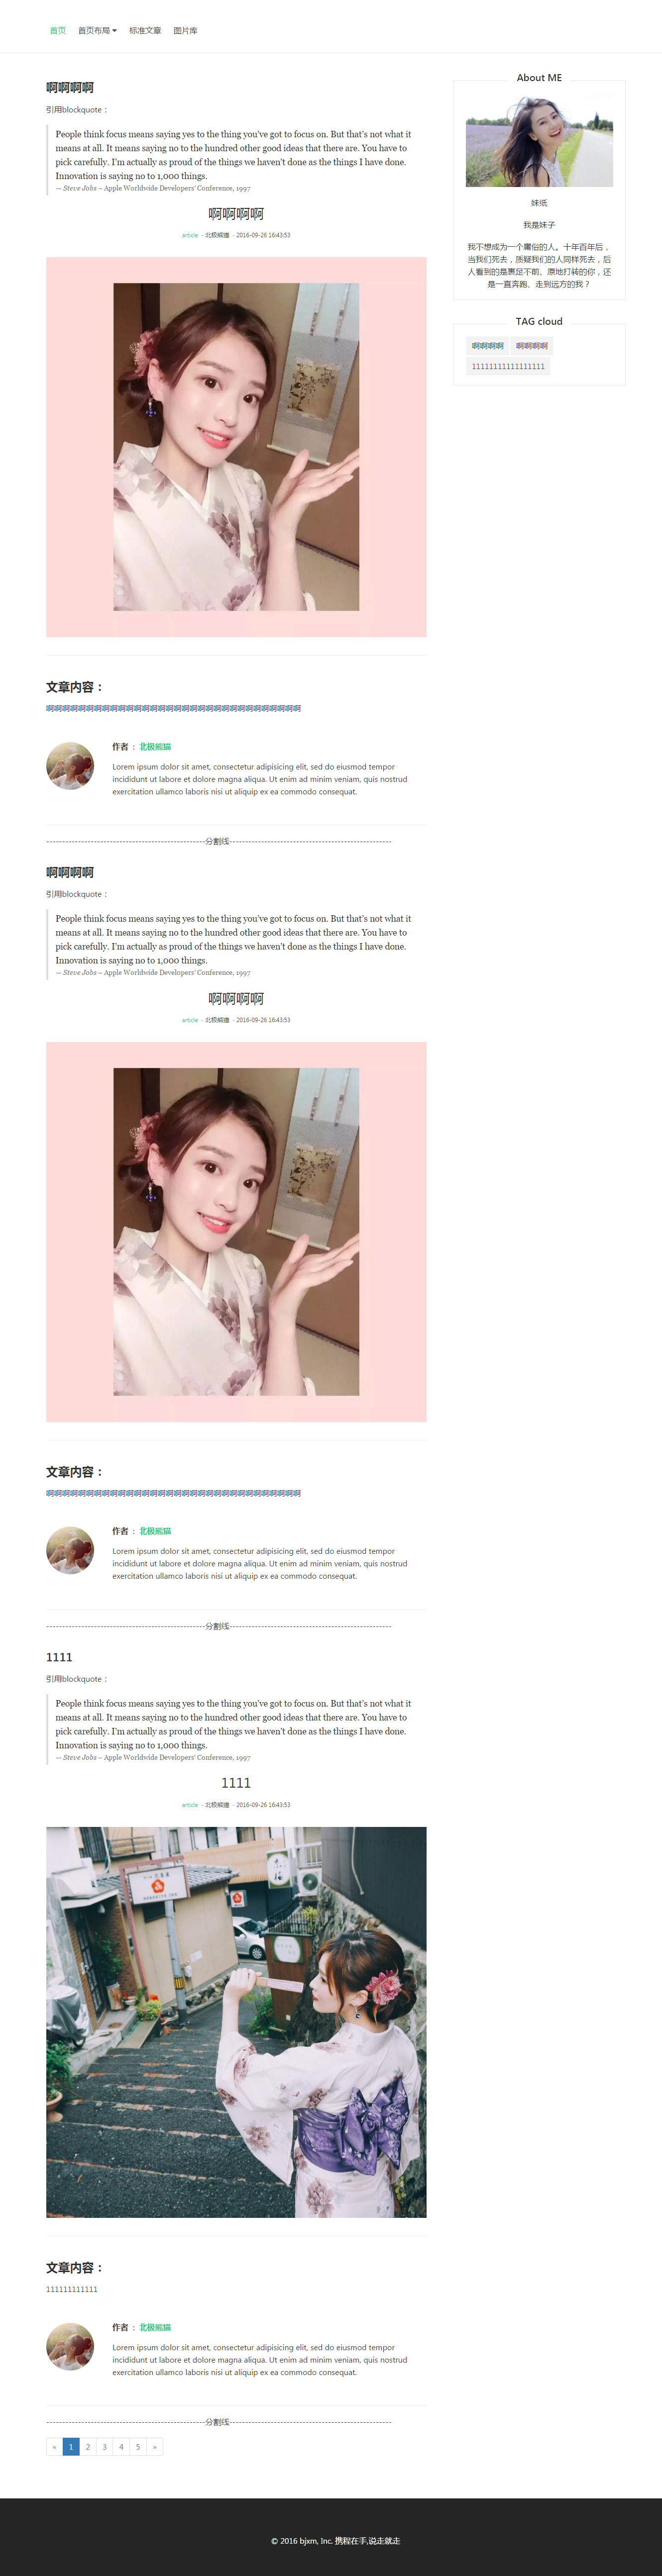 首页 首页布局 标准文章 图片库
啊啊啊啊
引用blockquote：
People think focus means saying yes to the thing you've got to focus on. But that's not what it
means at all. It means saying no to the hundred other good ideas that there are. You have to
pick carefully. I'm actually as proud of the things we haven't done as the things I have done.
Innovation is saying no to 1,000 things.
— Steve Jobs – Apple Worldwide Developers' Conference, 1997
啊啊啊啊
article - 北极熊猫 - 2016-09-26 16:43:53
文章内容：
啊啊啊啊啊啊啊啊啊啊啊啊啊啊啊啊啊啊啊啊啊啊啊啊啊啊啊啊啊啊啊啊
作者 ： 北极熊猫
Lorem ipsum dolor sit amet, consectetur adipisicing elit, sed do eiusmod tempor
incididunt ut labore et dolore magna aliqua. Ut enim ad minim veniam, quis nostrud
exercitation ullamco laboris nisi ut aliquip ex ea commodo consequat.
--------------------------------------------------分割线--------------------------------------------------
啊啊啊啊
引用blockquote：
People think focus means saying yes to the thing you've got to focus on. But that's not what it
means at all. It means saying no to the hundred other good ideas that there are. You have to
pick carefully. I'm actually as proud of the things we haven't done as the things I have done.
Innovation is saying no to 1,000 things.
— Steve Jobs – Apple Worldwide Developers' Conference, 1997
啊啊啊啊
article - 北极熊猫 - 2016-09-26 16:43:53
文章内容：
啊啊啊啊啊啊啊啊啊啊啊啊啊啊啊啊啊啊啊啊啊啊啊啊啊啊啊啊啊啊啊啊
作者 ： 北极熊猫
Lorem ipsum dolor sit amet, consectetur adipisicing elit, sed do eiusmod tempor
incididunt ut labore et dolore magna aliqua. Ut enim ad minim veniam, quis nostrud
exercitation ullamco laboris nisi ut aliquip ex ea commodo consequat.
--------------------------------------------------分割线--------------------------------------------------
1111
引用blockquote：
People think focus means saying yes to the thing you've got to focus on. But that's not what it
means at all. It means saying no to the hundred other good ideas that there are. You have to
pick carefully. I'm actually as proud of the things we haven't done as the things I have done.
Innovation is saying no to 1,000 things.
— Steve Jobs – Apple Worldwide Developers' Conference, 1997
1111
article - 北极熊猫 - 2016-09-26 16:43:53
文章内容：
111111111111
作者 ： 北极熊猫
Lorem ipsum dolor sit amet, consectetur adipisicing elit, sed do eiusmod tempor
incididunt ut labore et dolore magna aliqua. Ut enim ad minim veniam, quis nostrud
exercitation ullamco laboris nisi ut aliquip ex ea commodo consequat.
--------------------------------------------------分割线--------------------------------------------------
« 1 2 3 4 5 »
About ME
妹纸
我是妹子
我不想成为一个庸俗的人。十年百年后，
当我们死去，质疑我们的人同样死去，后
人看到的是裹足不前、原地打转的你，还
是一直奔跑、走到远方的我？
TAG cloud
啊啊啊啊 啊啊啊啊
11111111111111111
© 2016 bjxm, Inc. 携程在手,说走就走